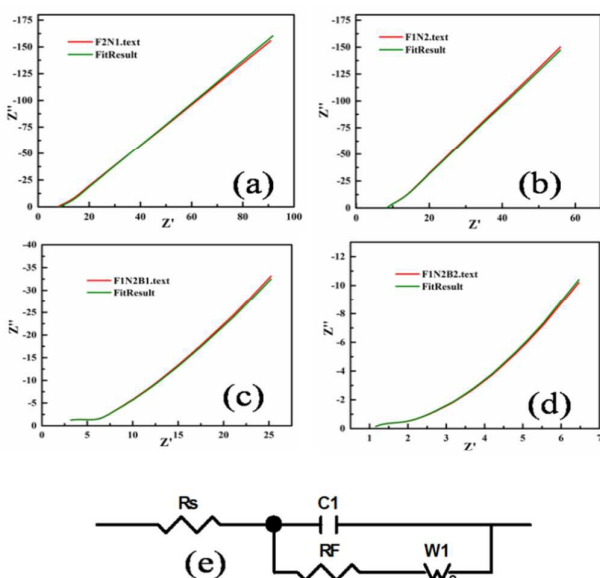 -175
-150
-125
-100
-75
-50
-25
0
Z''
F2N1.text
FitResult
(a)
0 20 40 60 80 100
Z'
-175
-150
-125
-100
-75
-50
-25
0
Z''
F1N2.text
FitResult
(b)
0 20 40 60
Z'
-40
-35
-30
-25
-20
-15
-10
-5
0
Z''
F1N2B1.text
FitResult
(c)
0 5 10 15 20 25
Z'
-12
-10
-8
-6
-4
-2
0
Z''
F1N2B2.text
FitResult
(d)
1 2 3 4 5 6 7
Z'
Rs C1
RF W1
(e)